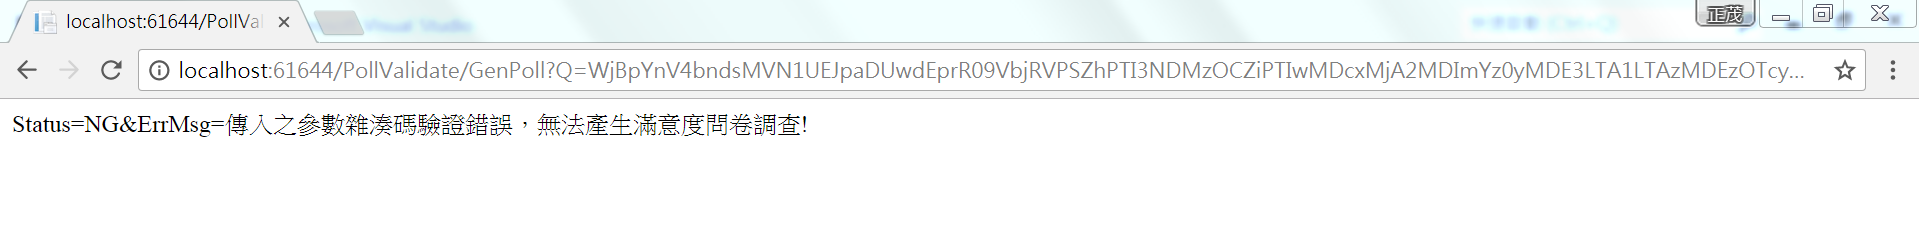 localhost:61644/PollVal
正茂
localhost:61644/PollValidate/GenPoll?Q=WjBpYnV4bndsMVN1UEJpaDUwdEprR09VbjRVPSZhPTI3NDMzOCZiPTIwMDcxMjA2MDImYz0yMDE3LTA1LTAzMDEzOTcy...
Status=NG&ErrMsg=傳入之參數雜湊碼驗證錯誤，無法產生滿意度問卷調查!